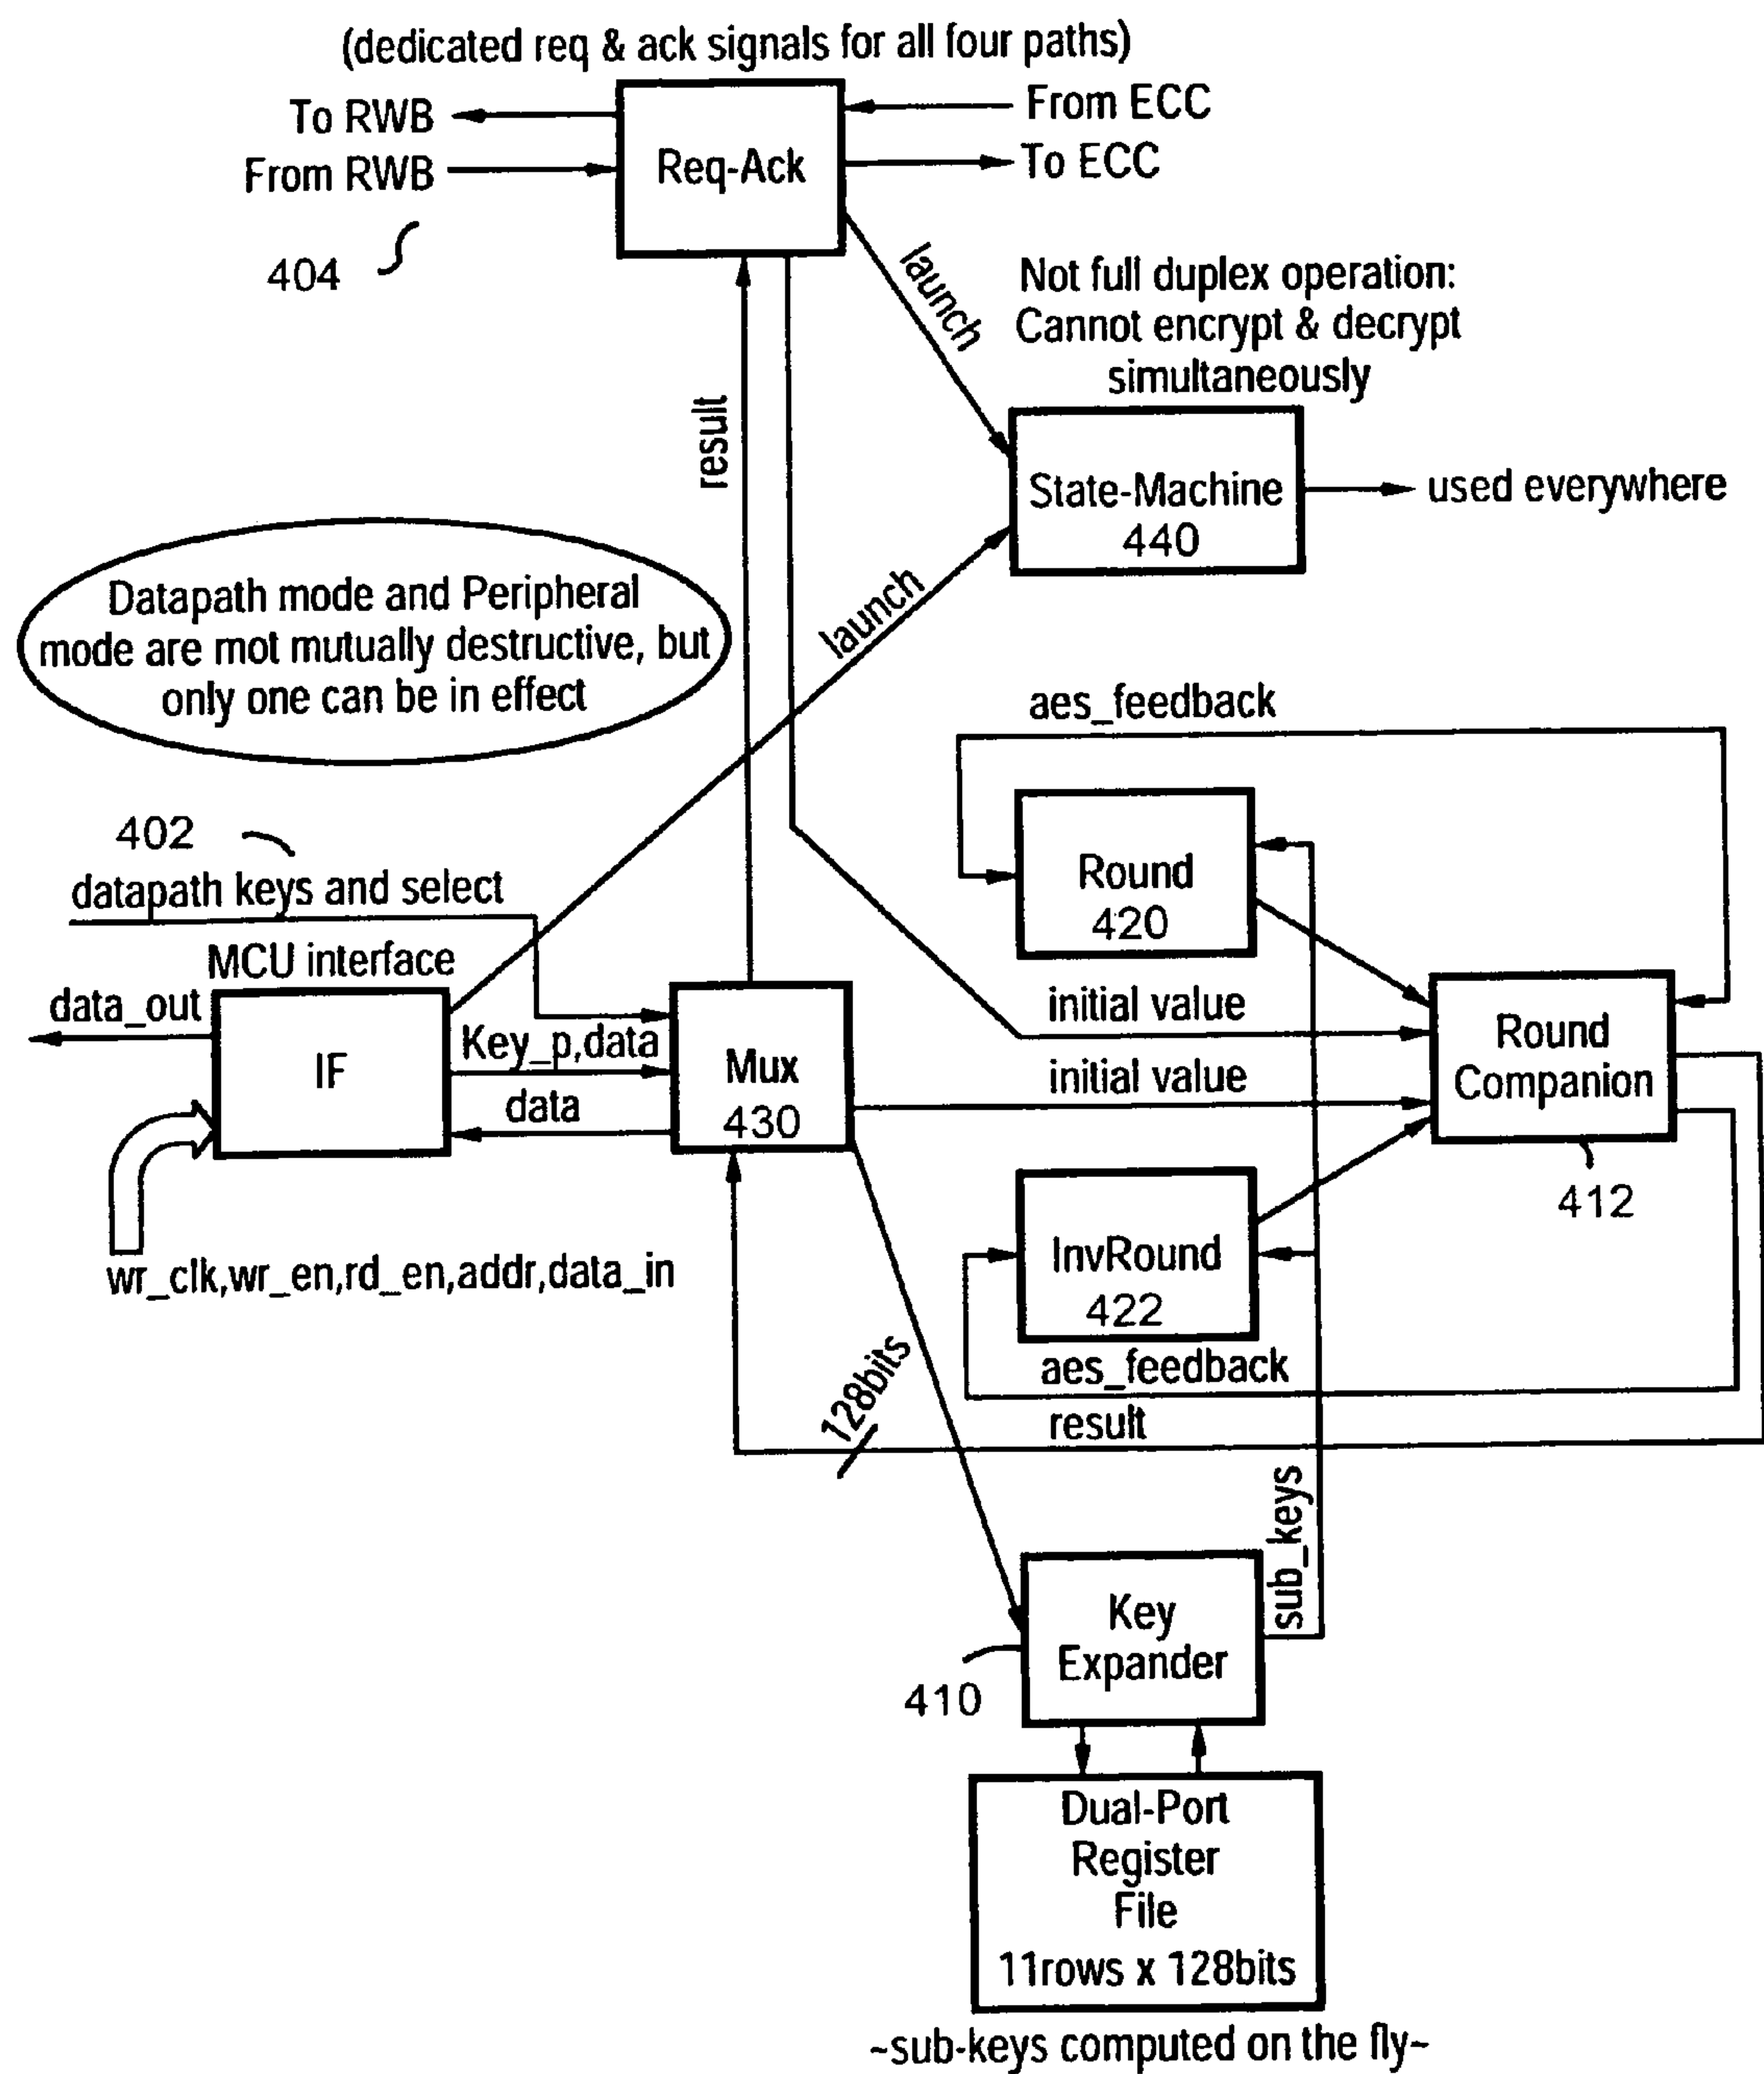 (dedicated req & ack signals for all four paths)
To RWB
From RWB
From ECC
To ECC
Req-Ack
404
launch
Not full duplex operation:
Cannot encrypt & decrypt
simultaneously
result
State-Machine
440
used everywhere
Datapath mode and Peripheral
mode are mot mutually destructive, but
only one can be in effect
launch
aes_feedback
402
datapath keys and select
Round
420
MCU interface
data_out
IF
Key_p,data
data
Mux
430
initial value
initial value
Round
Companion
412
wr_clk,wr_en,rd_en,addr,data_in
InvRound
422
aes_feedback
result
128bits
sub_keys
Key
Expander
410
Dual-Port
Register
File
11rows x 128bits
~sub-keys computed on the fly~